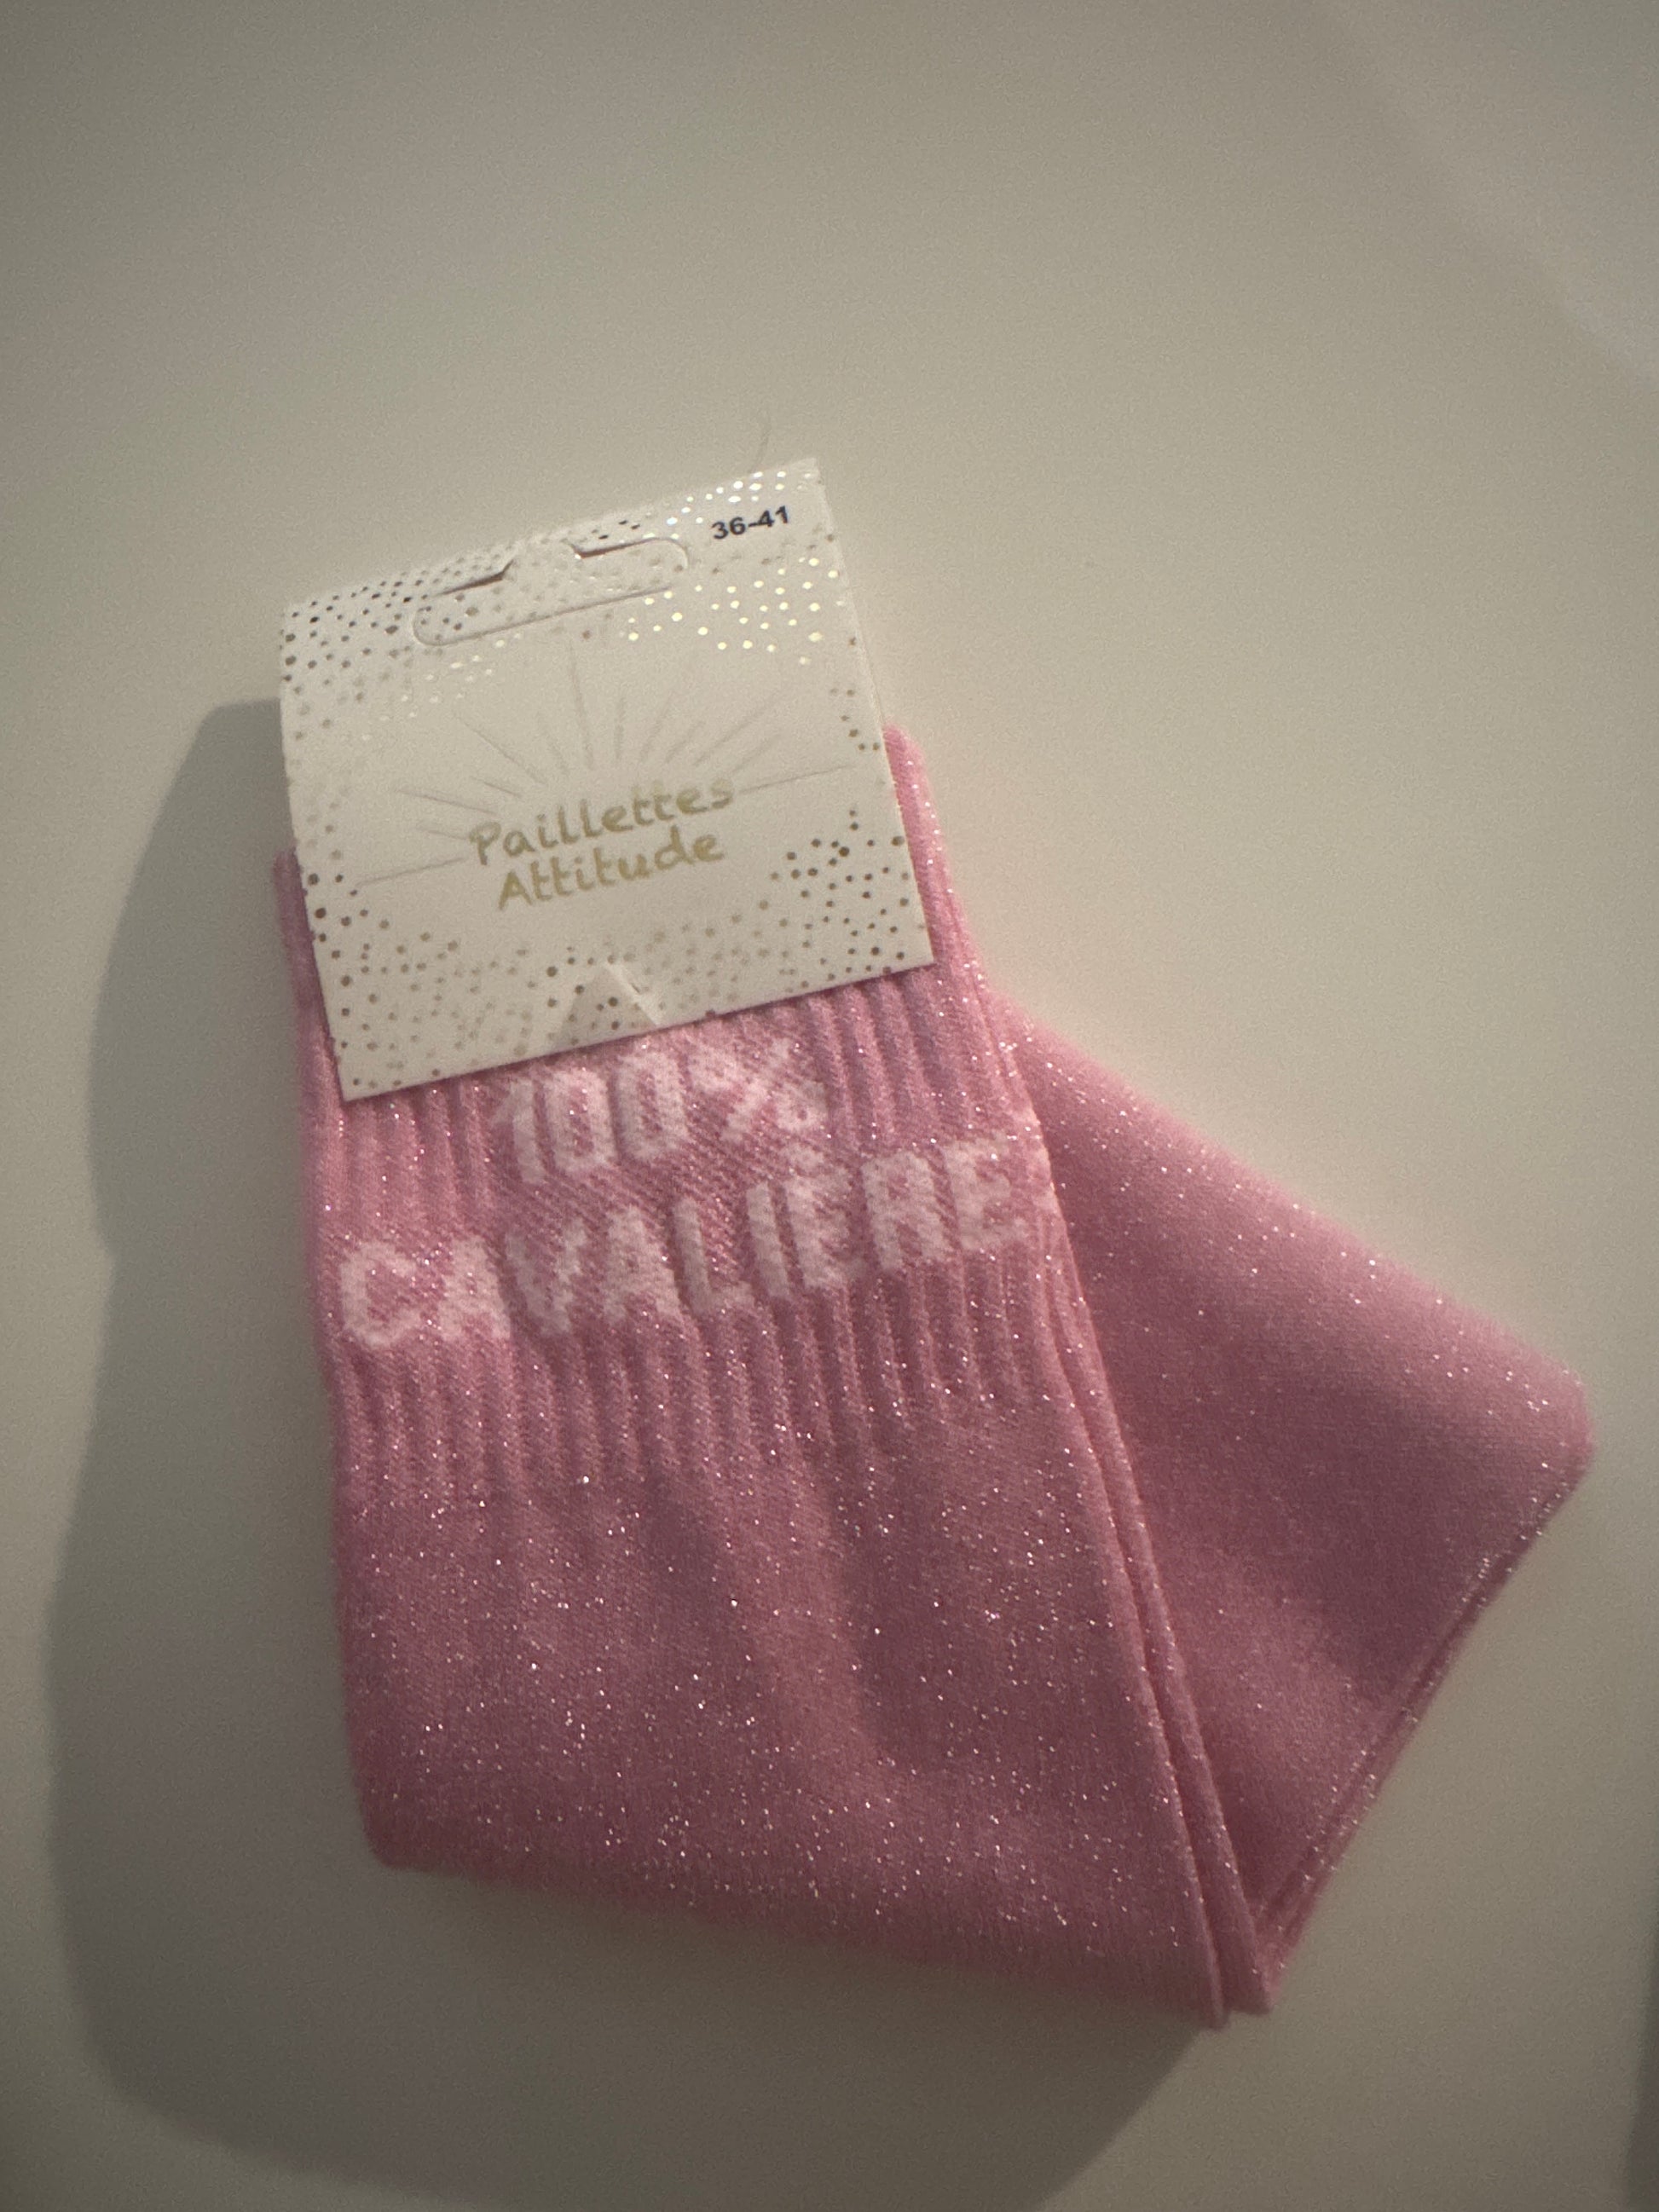 36-41
Paillettes
Attitude
100%
CAVALIÈRE